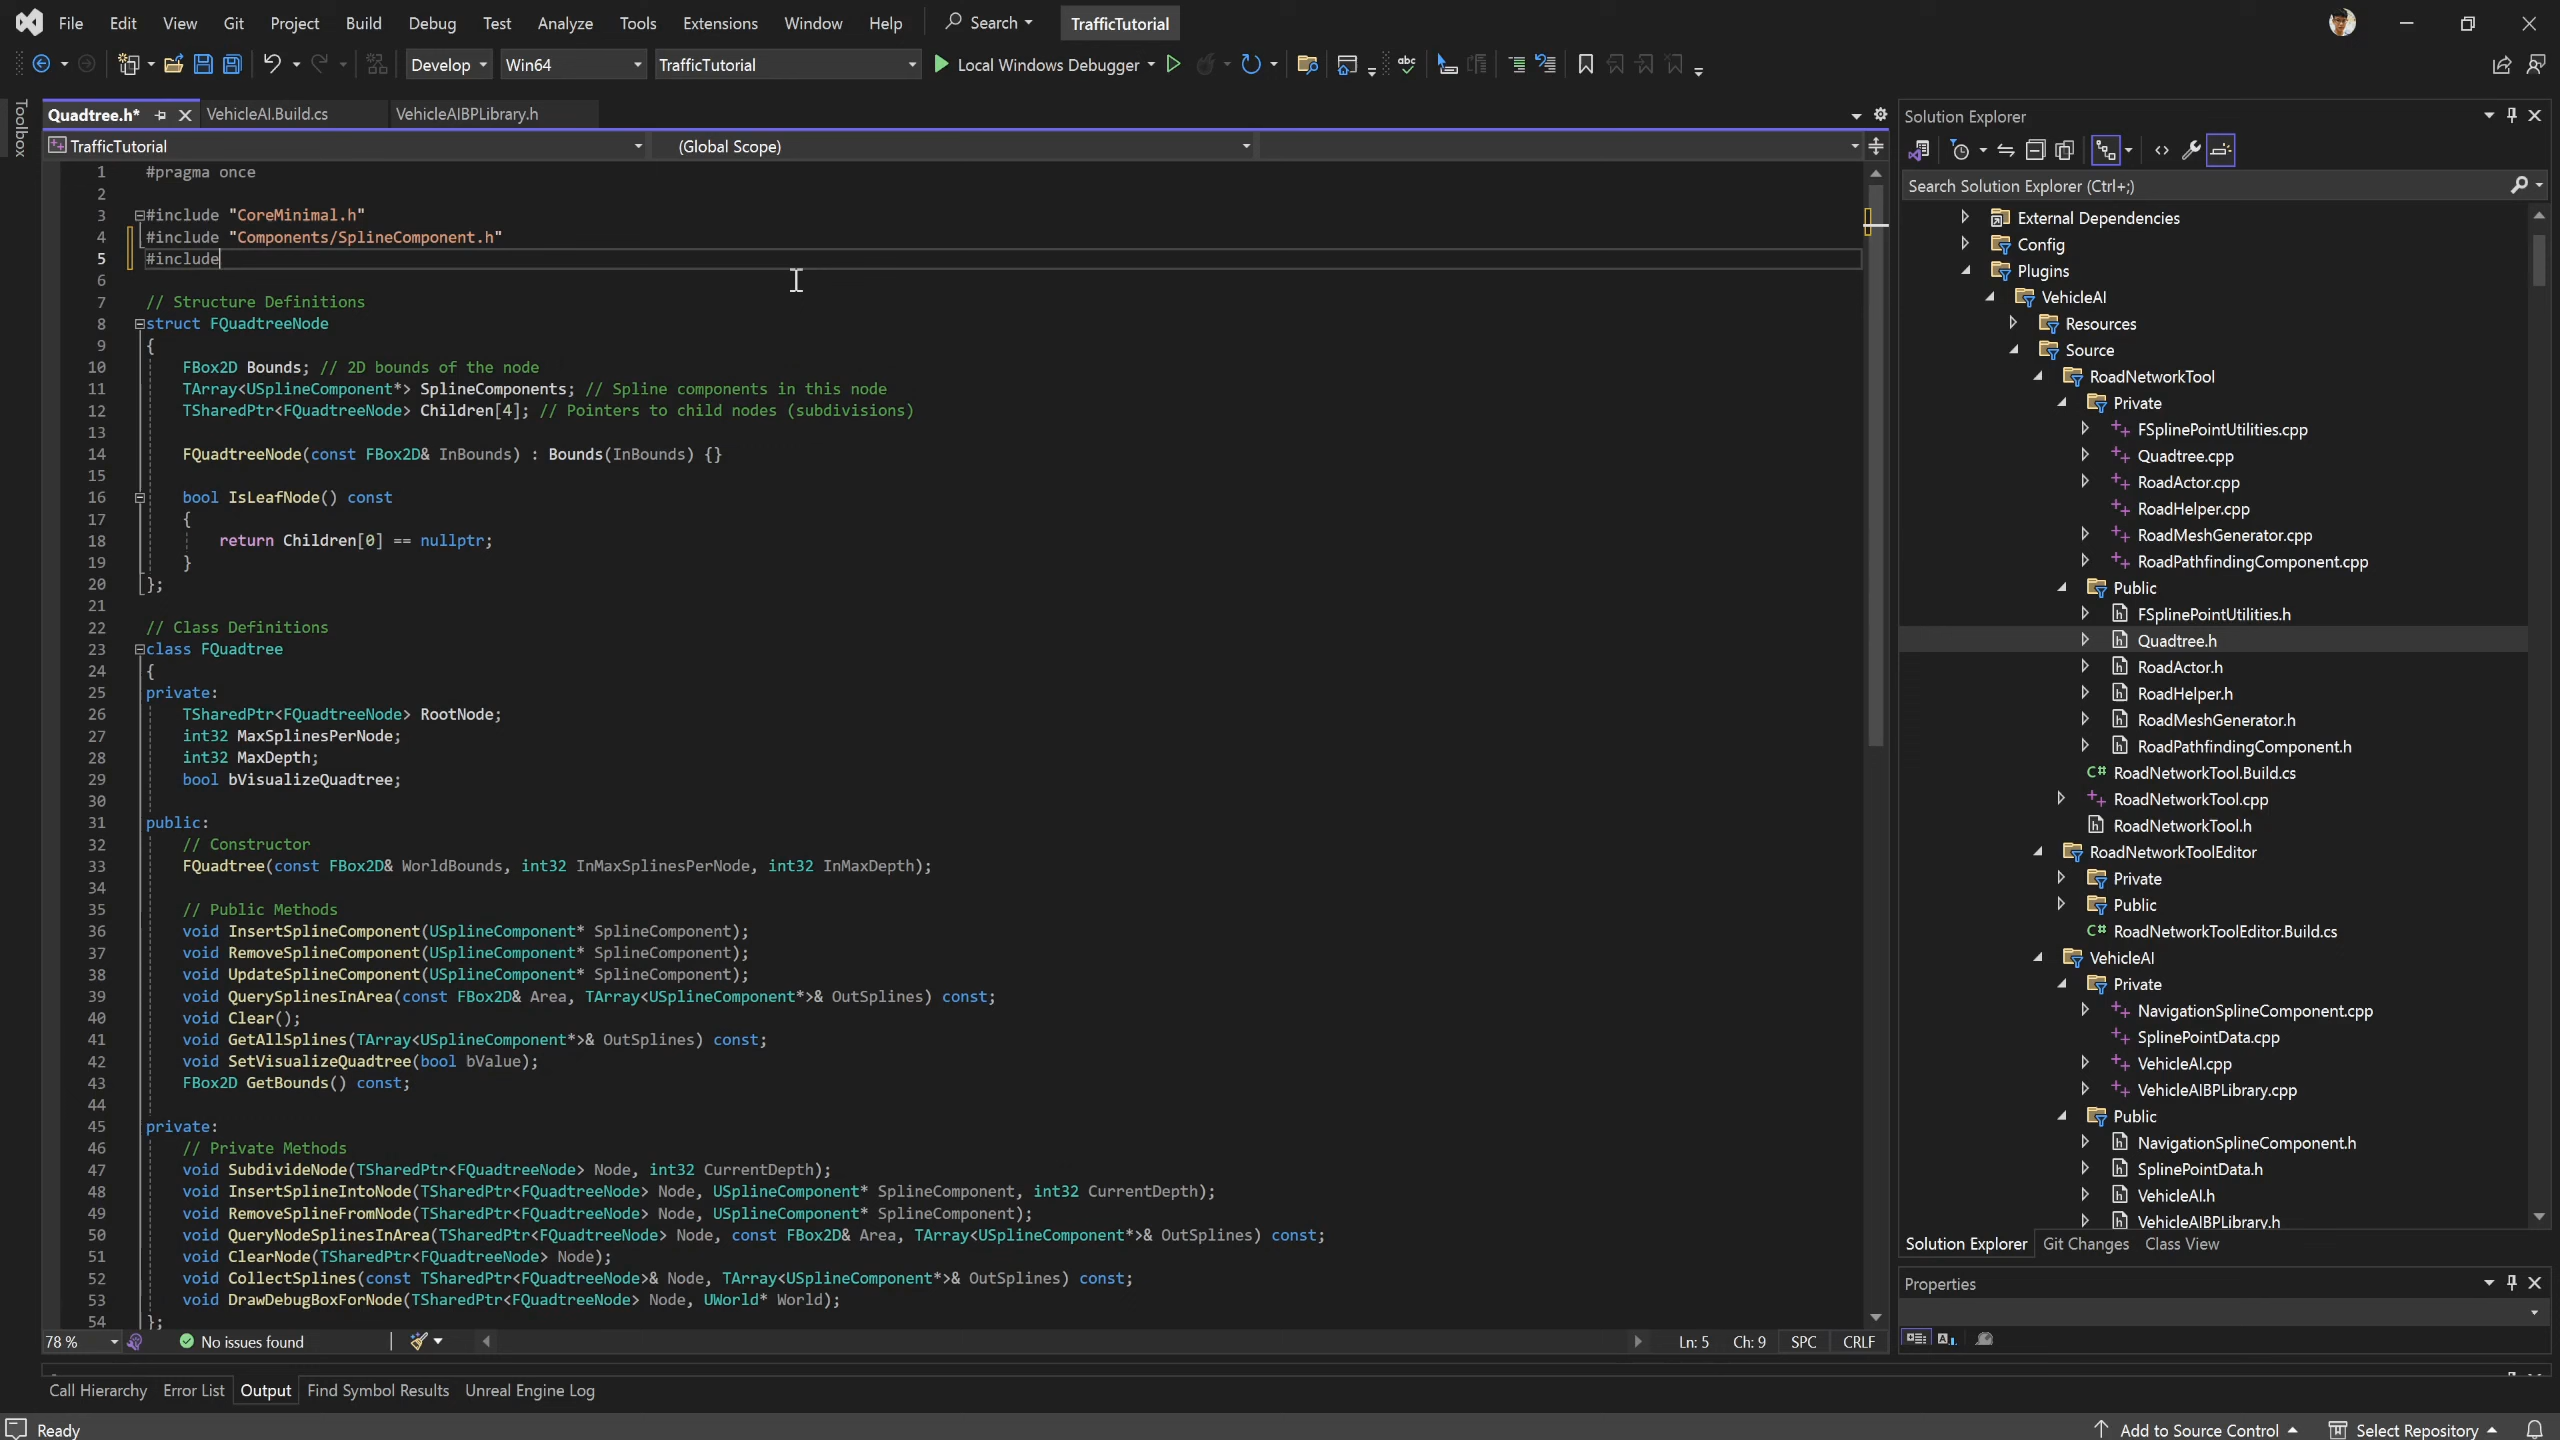 File Edit View Git Project Build Debug Test Analyze Tools Extensions Window Help Search TrafficTutorial
Develop Win64 TrafficTutorial Local Windows Debugger
Toolbox
Quadtree.h* VehicleAI.Build.cs VehicleAIBPLibrary.h
TrafficTutorial (Global Scope)
1 #pragma once
2
3 #include "CoreMinimal.h"
4 #include "Components/SplineComponent.h"
5 #include
6
7 // Structure Definitions
8 struct FQuadtreeNode
9 {
10 FBox2D Bounds; // 2D bounds of the node
11 TArray<USplineComponent*> SplineComponents; // Spline components in this node
12 TSharedPtr<FQuadtreeNode> Children[4]; // Pointers to child nodes (subdivisions)
13
14 FQuadtreeNode(const FBox2D& InBounds) : Bounds(InBounds) {}
15
16 bool IsLeafNode() const
17 {
18 return Children[0] == nullptr;
19 }
20 };
21
22 // Class Definitions
23 class FQuadtree
24 {
25 private:
26 TSharedPtr<FQuadtreeNode> RootNode;
27 int32 MaxSplinesPerNode;
28 int32 MaxDepth;
29 bool bVisualizeQuadtree;
30
31 public:
32 // Constructor
33 FQuadtree(const FBox2D& WorldBounds, int32 InMaxSplinesPerNode, int32 InMaxDepth);
34
35 // Public Methods
36 void InsertSplineComponent(USplineComponent* SplineComponent);
37 void RemoveSplineComponent(USplineComponent* SplineComponent);
38 void UpdateSplineComponent(USplineComponent* SplineComponent);
39 void QuerySplinesInArea(const FBox2D& Area, TArray<USplineComponent*>& OutSplines) const;
40 void Clear();
41 void GetAllSplines(TArray<USplineComponent*>& OutSplines) const;
42 void SetVisualizeQuadtree(bool bValue);
43 FBox2D GetBounds() const;
44
45 private:
46 // Private Methods
47 void SubdivideNode(TSharedPtr<FQuadtreeNode> Node, int32 CurrentDepth);
48 void InsertSplineIntoNode(TSharedPtr<FQuadtreeNode> Node, USplineComponent* SplineComponent, int32 CurrentDepth);
49 void RemoveSplineFromNode(TSharedPtr<FQuadtreeNode> Node, USplineComponent* SplineComponent);
50 void QueryNodeSplinesInArea(TSharedPtr<FQuadtreeNode> Node, const FBox2D& Area, TArray<USplineComponent*>& OutSplines) const;
51 void ClearNode(TSharedPtr<FQuadtreeNode> Node);
52 void CollectSplines(const TSharedPtr<FQuadtreeNode>& Node, TArray<USplineComponent*>& OutSplines) const;
53 void DrawDebugBoxForNode(TSharedPtr<FQuadtreeNode> Node, UWorld* World);
54 };
78 % No issues found Ln: 5 Ch: 9 SPC CRLF
Call Hierarchy Error List Output Find Symbol Results Unreal Engine Log
Solution Explorer
Search Solution Explorer (Ctrl+;)
External Dependencies
Config
Plugins
VehicleAI
Resources
Source
RoadNetworkTool
Private
FSplinePointUtilities.cpp
Quadtree.cpp
RoadActor.cpp
RoadHelper.cpp
RoadMeshGenerator.cpp
RoadPathfindingComponent.cpp
Public
FSplinePointUtilities.h
Quadtree.h
RoadActor.h
RoadHelper.h
RoadMeshGenerator.h
RoadPathfindingComponent.h
C# RoadNetworkTool.Build.cs
RoadNetworkTool.cpp
RoadNetworkTool.h
RoadNetworkToolEditor
Private
Public
C# RoadNetworkToolEditor.Build.cs
VehicleAI
Private
NavigationSplineComponent.cpp
SplinePointData.cpp
VehicleAI.cpp
VehicleAIBPLibrary.cpp
Public
NavigationSplineComponent.h
SplinePointData.h
VehicleAI.h
VehicleAIBPLibrary.h
Solution Explorer Git Changes Class View
Properties
Ready Add to Source Control Select Repository